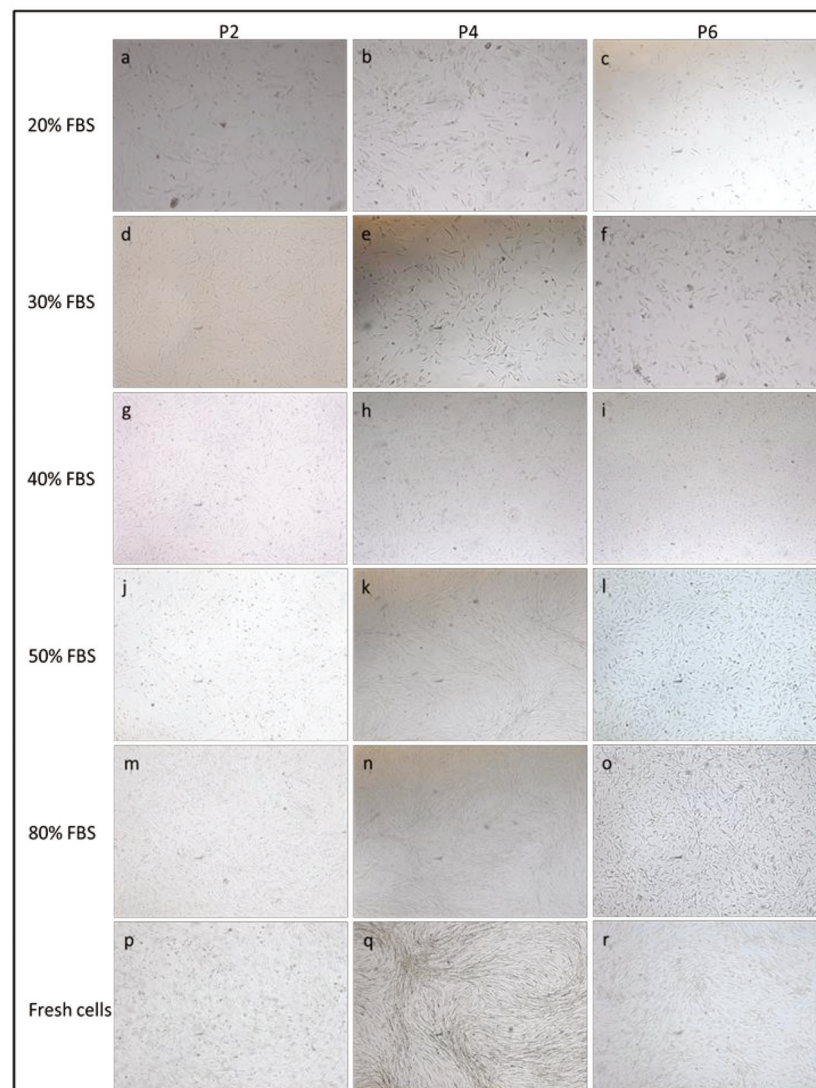 P2 P4 P6
a b c
20% FBS
d e f
30% FBS
g h i
40% FBS
j k l
50% FBS
m n o
80% FBS
p q r
Fresh cells